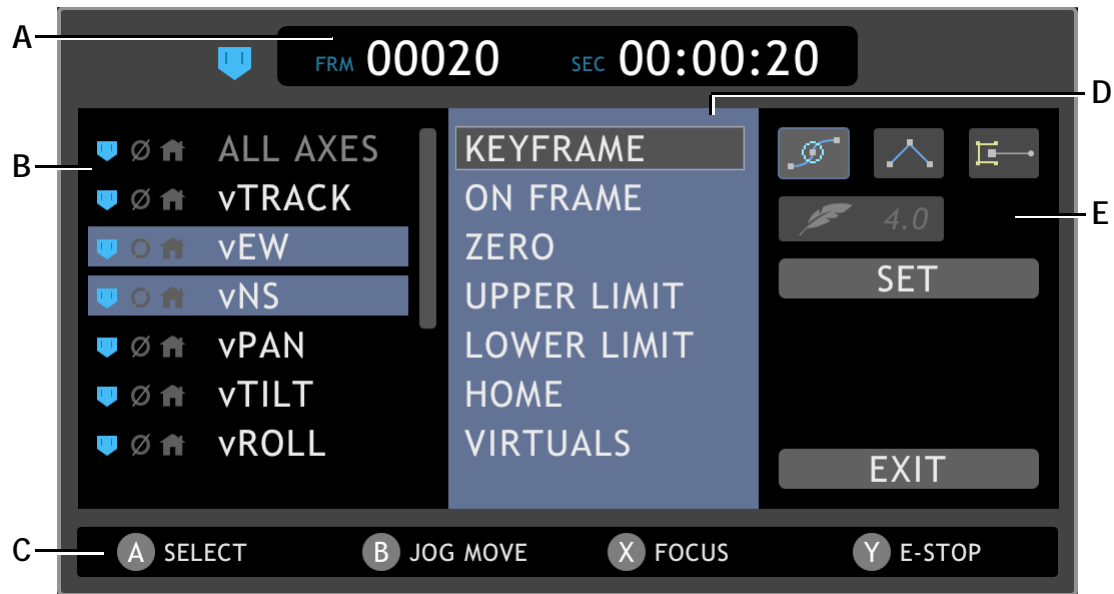 A
FRM 00020 SEC 00:00:20
D
B
ALL AXES
vTRACK
vEW
vNS
vPAN
vTILT
vROLL
KEYFRAME
ON FRAME
ZERO
UPPER LIMIT
LOWER LIMIT
HOME
VIRTUALS
4.0
E
SET
EXIT
C
A SELECT B JOG MOVE X FOCUS Y E-STOP